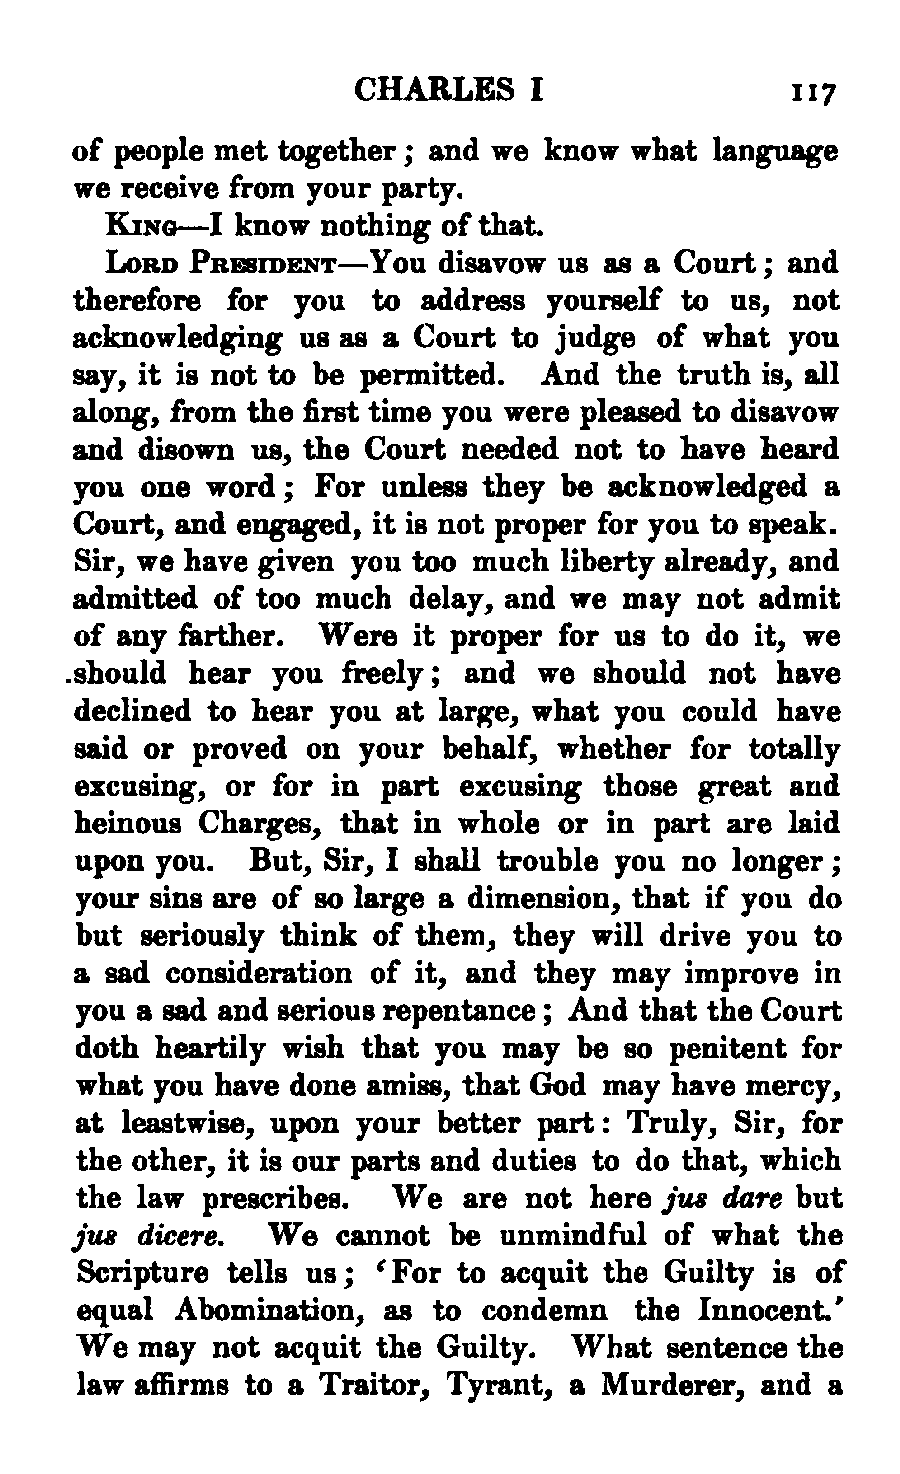 CHARLES I 117
of people met together; and we know what language
we receive from your party.
KING—I know nothing of that.
LORD PRESIDENT—You disavow us as a Court; and
therefore for you to address yourself to us, not
acknowledging us as a Court to judge of what you
say, it is not to be permitted. And the truth is, all
along, from the first time you were pleased to disavow
and disown us, the Court needed not to have heard
you one word; For unless they be acknowledged a
Court, and engaged, it is not proper for you to speak.
Sir, we have given you too much liberty already, and
admitted of too much delay, and we may not admit
of any farther. Were it proper for us to do it, we
.should hear you freely; and we should not have
declined to hear you at large, what you could have
said or proved on your behalf, whether for totally
excusing, or for in part excusing those great and
heinous Charges, that in whole or in part are laid
upon you. But, Sir, I shall trouble you no longer;
your sins are of so large a dimension, that if you do
but seriously think of them, they will drive you to
a sad consideration of it, and they may improve in
you a sad and serious repentance; And that the Court
doth heartily wish that you may be so penitent for
what you have done amiss, that God may have mercy,
at leastwise, upon your better part: Truly, Sir, for
the other, it is our parts and duties to do that, which
the law prescribes. We are not here jus dare but
jus dicere. We cannot be unmindful of what the
Scripture tells us; ‘For to acquit the Guilty is of
equal Abomination, as to condemn the Innocent.’
We may not acquit the Guilty. What sentence the
law affirms to a Traitor, Tyrant, a Murderer, and a